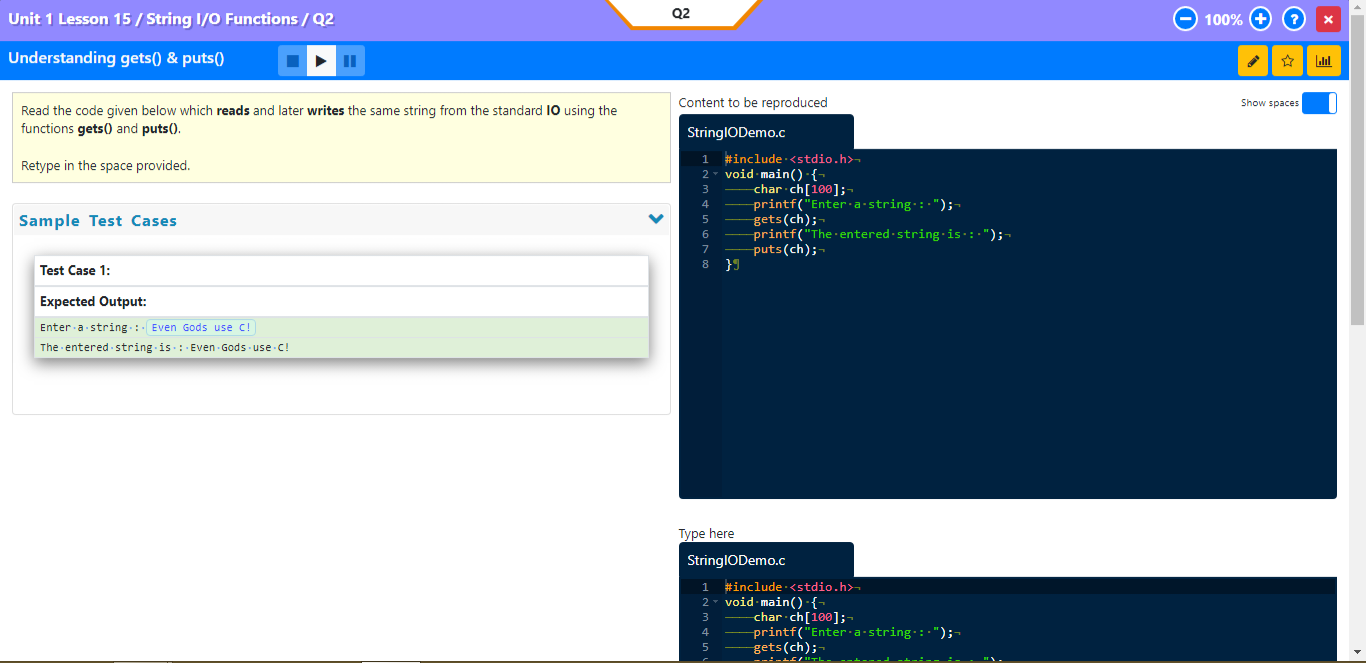 Unit 1 Lesson 15 / String I/O Functions / Q2
Q2
100%
?
Understanding gets() & puts()
Read the code given below which reads and later writes the same string from the standard IO using the
functions gets() and puts().
Retype in the space provided.
Sample Test Cases
Test Case 1:
Expected Output:
Enter·a·string·:·Even Gods use C!
The·entered·string·is·:·Even·Gods·use·C!
Content to be reproduced
Show spaces
StringIODemo.c
1 #include·<stdio.h>¬
2 void·main()·{¬
3 ————char·ch[100];¬
4 ————printf("Enter·a·string·:·");¬
5 ————gets(ch);¬
6 ————printf("The·entered·string·is·:·");¬
7 ————puts(ch);¬
8 }¶
Type here
StringIODemo.c
1 #include·<stdio.h>¬
2 void·main()·{¬
3 ————char·ch[100];¬
4 ————printf("Enter·a·string·:·");¬
5 ————gets(ch);¬